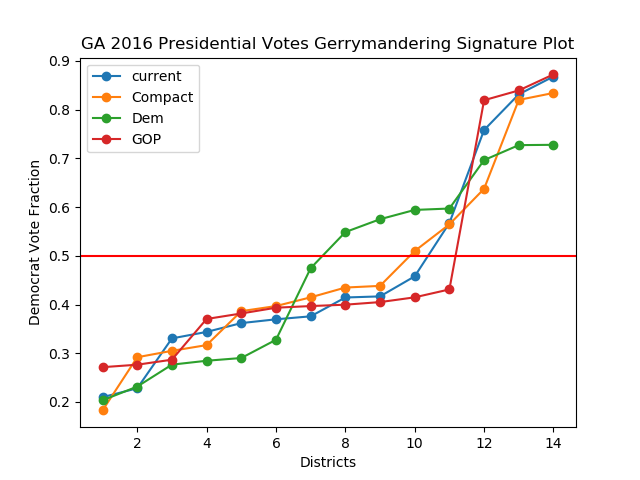 GA 2016 Presidential Votes Gerrymandering Signature Plot
current
Compact
Dem
GOP
Democrat Vote Fraction
0.9
0.8
0.7
0.6
0.5
0.4
0.3
0.2
2 4 6 8 10 12 14
Districts